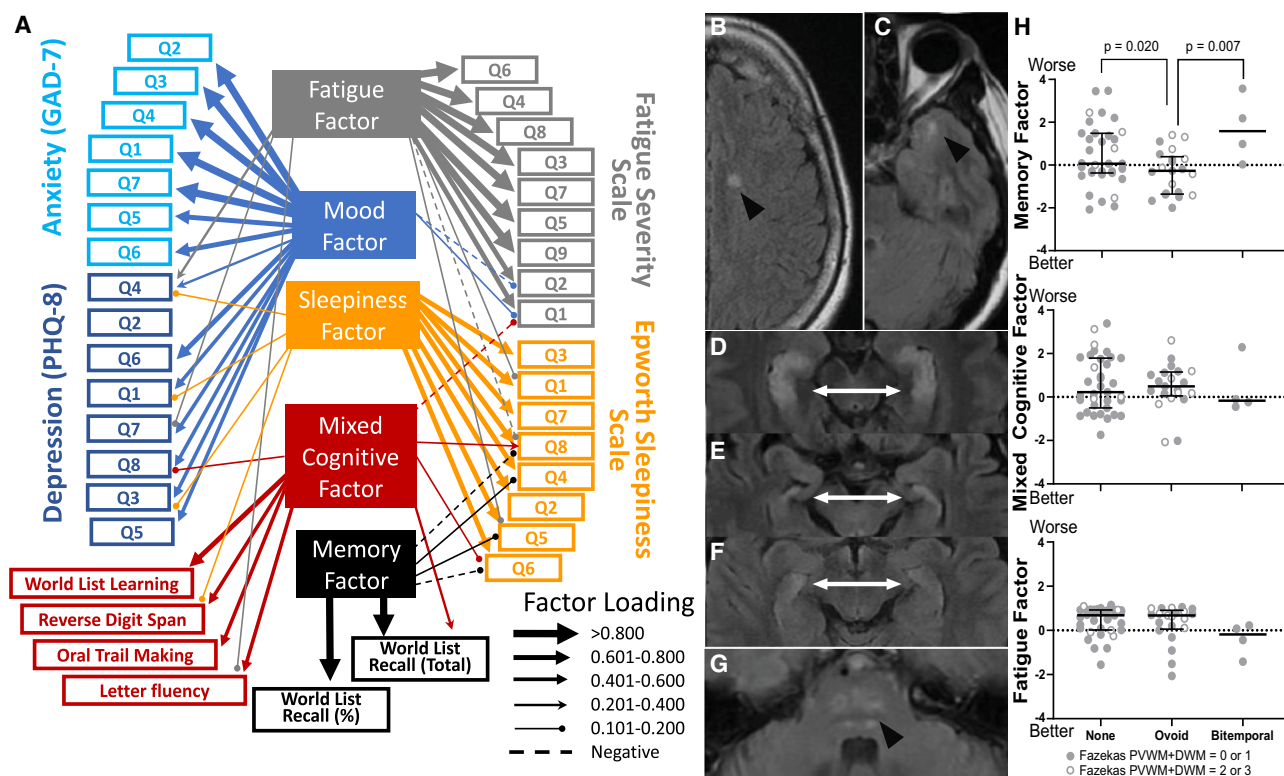 A
Anxiety (GAD-7)
Q2
Q3
Q4
Q1
Q7
Q5
Q6
Depression (PHQ-8)
Q4
Q2
Q6
Q1
Q7
Q8
Q3
Q5
World List Learning
Reverse Digit Span
Oral Trail Making
Letter fluency
Fatigue
Factor
Mood
Factor
Sleepiness
Factor
Mixed
Cognitive
Factor
Memory
Factor
World List
Recall (Total)
World List
Recall (%)
Q6
Q4
Q8
Q3
Q7
Q5
Q9
Q2
Q1
Fatigue Severity
Scale
Q3
Q1
Q7
Q8
Q4
Q2
Q5
Q6
Epworth Sleepiness
Scale
Factor Loading
>0.800
0.601-0.800
0.401-0.600
0.201-0.400
0.101-0.200
Negative
B
C
D
E
F
G
H
p = 0.020
p = 0.007
Worse
4
2
0
-2
-4
Better
Memory Factor
Worse
4
2
0
-2
-4
Better
Mixed Cognitive Factor
Worse
4
2
0
-2
-4
Better
Fatigue Factor
None
Ovoid
Bitemporal
Fazekas PVWM+DWM = 0 or 1
Fazekas PVWM+DWM = 2 or 3